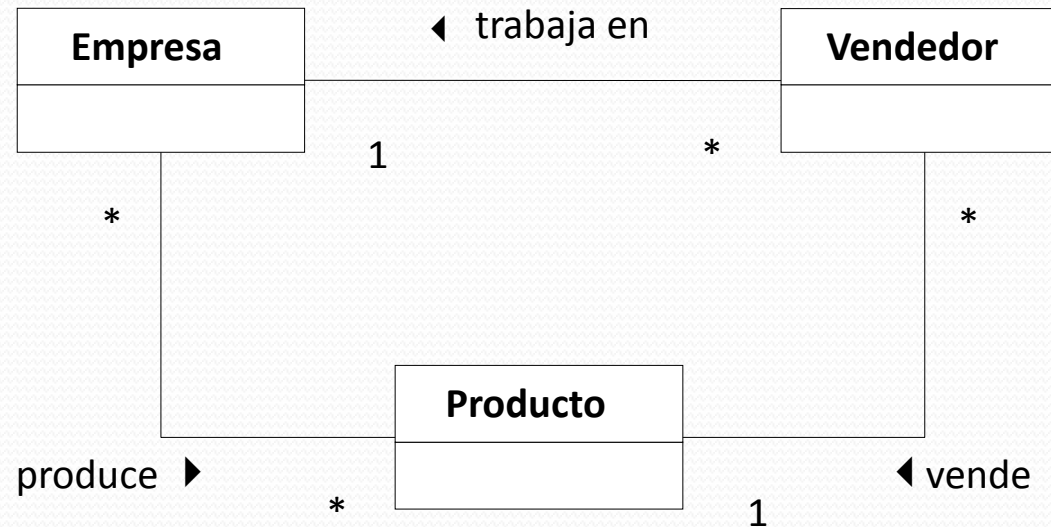 ◀ trabaja en
Empresa
Vendedor
1
*
*
*
Producto
produce ▶
◀ vende
*
1